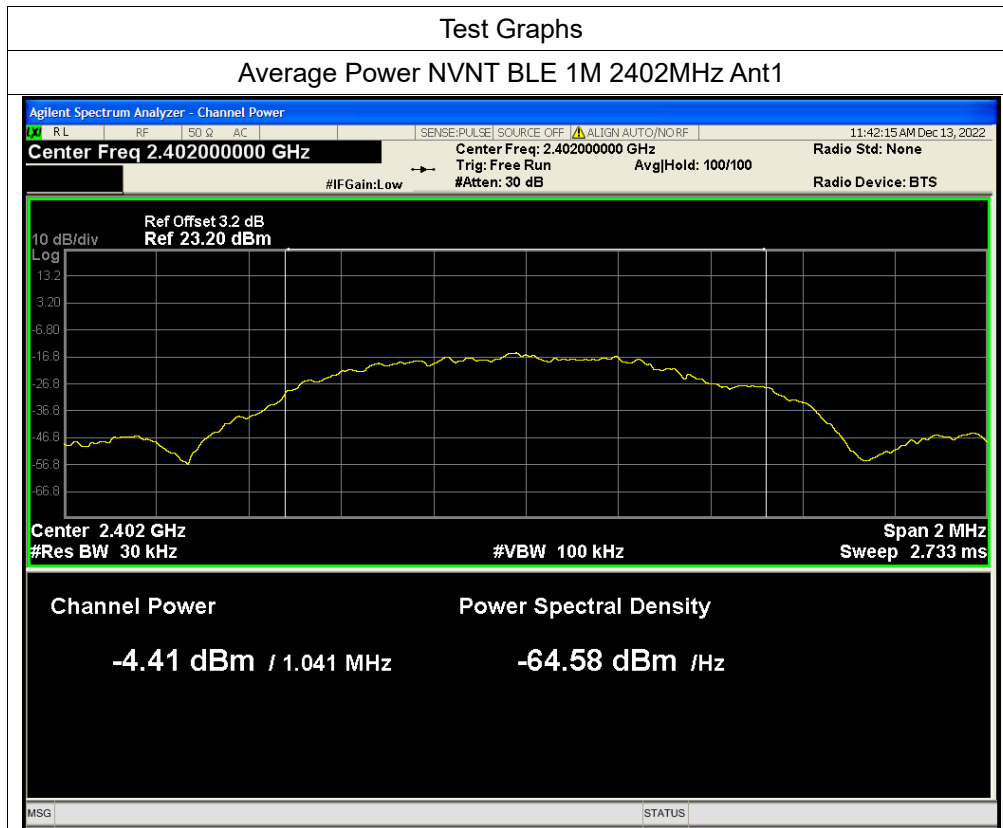 Test Graphs
Average Power NVNT BLE 1M 2402MHz Ant1
Agilent Spectrum Analyzer - Channel Power
LXI RL RF 50 Ω AC SENSE:PULSE SOURCE OFF ALIGN AUTO/NORF 11:42:15 AM Dec 13, 2022
Center Freq 2.402000000 GHz Center Freq: 2.402000000 GHz Radio Std: None
Trig: Free Run Avg|Hold: 100/100
#IFGain:Low #Atten: 30 dB Radio Device: BTS
Ref Offset 3.2 dB
10 dB/div Ref 23.20 dBm
Log
13.2
3.20
-6.80
-16.8
-26.8
-36.8
-46.8
-56.8
-66.8
Center 2.402 GHz Span 2 MHz
#Res BW 30 kHz #VBW 100 kHz Sweep 2.733 ms
Channel Power Power Spectral Density
-4.41 dBm / 1.041 MHz -64.58 dBm /Hz
MSG STATUS